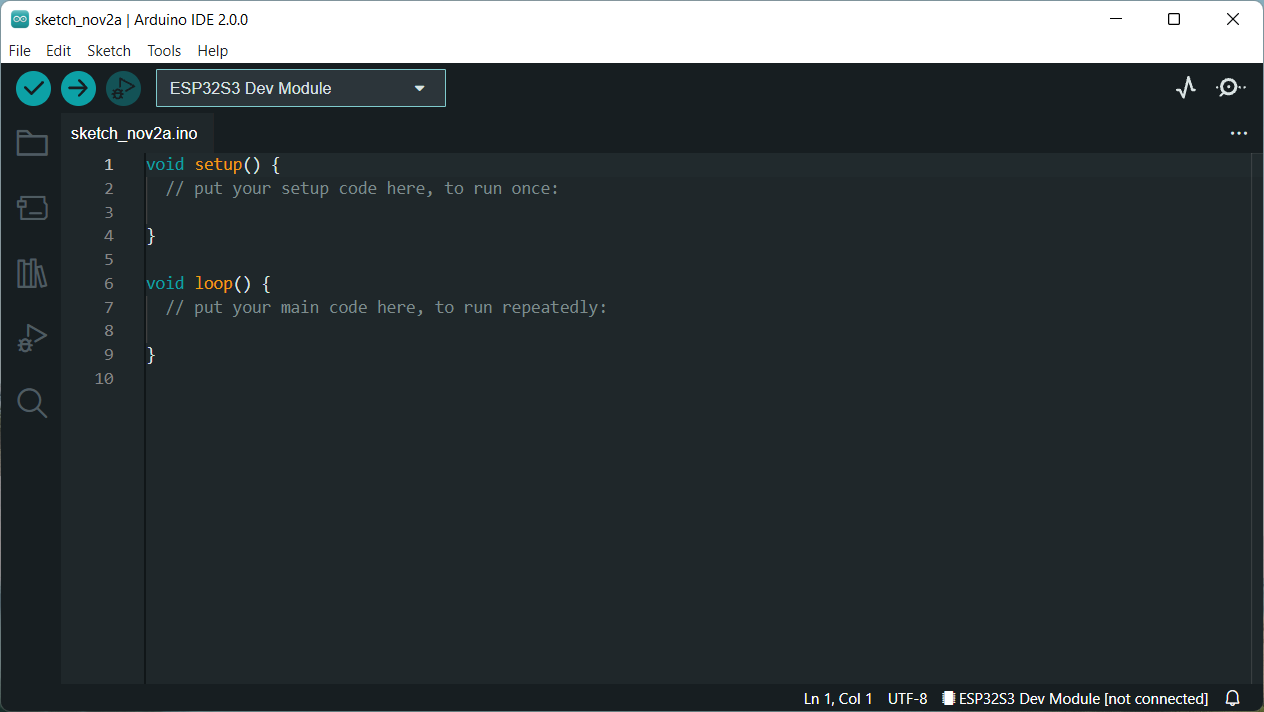 sketch_nov2a | Arduino IDE 2.0.0
File Edit Sketch Tools Help
ESP32S3 Dev Module
sketch_nov2a.ino
1 void setup() {
2   // put your setup code here, to run once:
3
4 }
5
6 void loop() {
7   // put your main code here, to run repeatedly:
8
9 }
10
Ln 1, Col 1 UTF-8 ESP32S3 Dev Module [not connected]